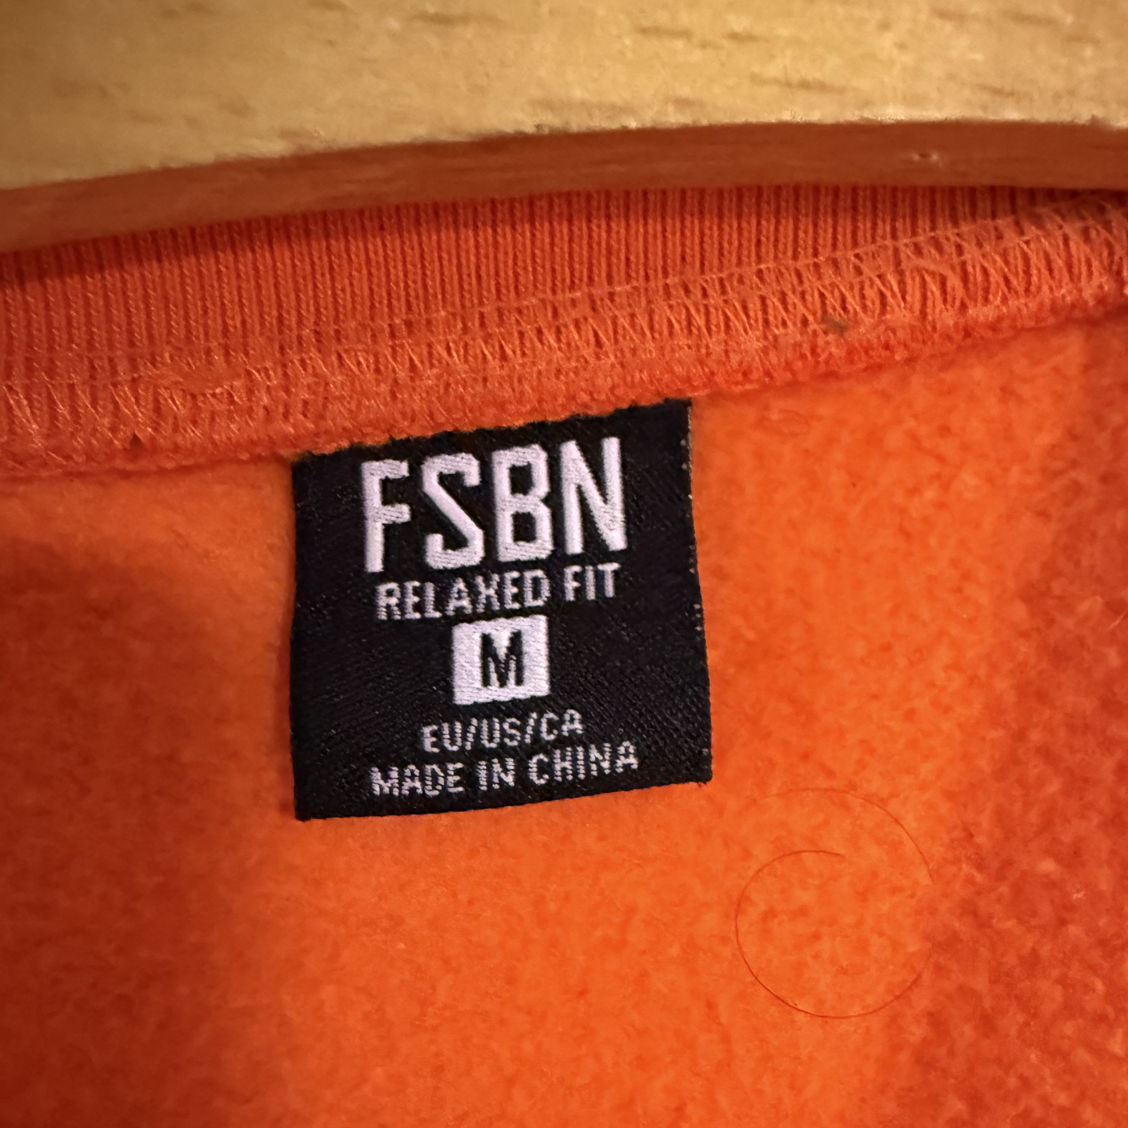 FSBN
RELAXED FIT
M
EU/US/CA
MADE IN CHINA